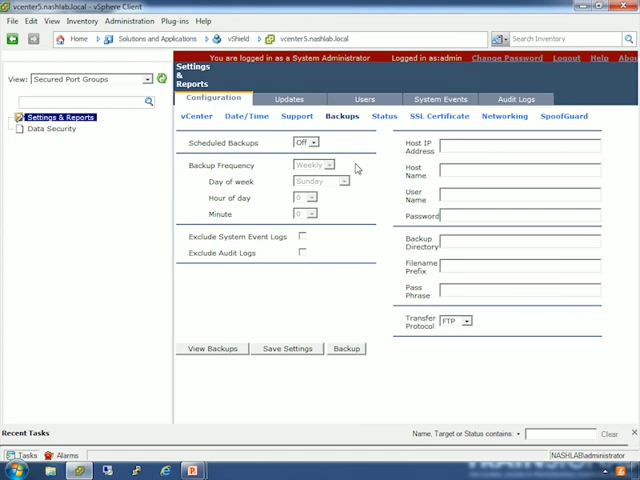 vcenter5.nashlab.local - vSphere Client
File Edit View Inventory Administration Plug-ins Help
Home Solutions and Applications vShield vcenter5.nashlab.local Search Inventory
You are logged in as a System Administrator Logged in as:admin Change Password Logout Help Abou
View: Secured Port Groups
Settings & Reports
Data Security
Settings
&
Reports
Configuration Updates Users System Events Audit Logs
vCenter Date/Time Support Backups Status SSL Certificate Networking SpoofGuard
Scheduled Backups Off
Backup Frequency Weekly
Day of week Sunday
Hour of day 0
Minute 0
Exclude System Event Logs
Exclude Audit Logs
Host IP
Address
Host
Name
User
Name
Password
Backup
Directory
Filename
Prefix
Pass
Phrase
Transfer
Protocol FTP
View Backups Save Settings Backup
Recent Tasks Name, Target or Status contains: Clear
Tasks Alarms NASHLAB\administrator